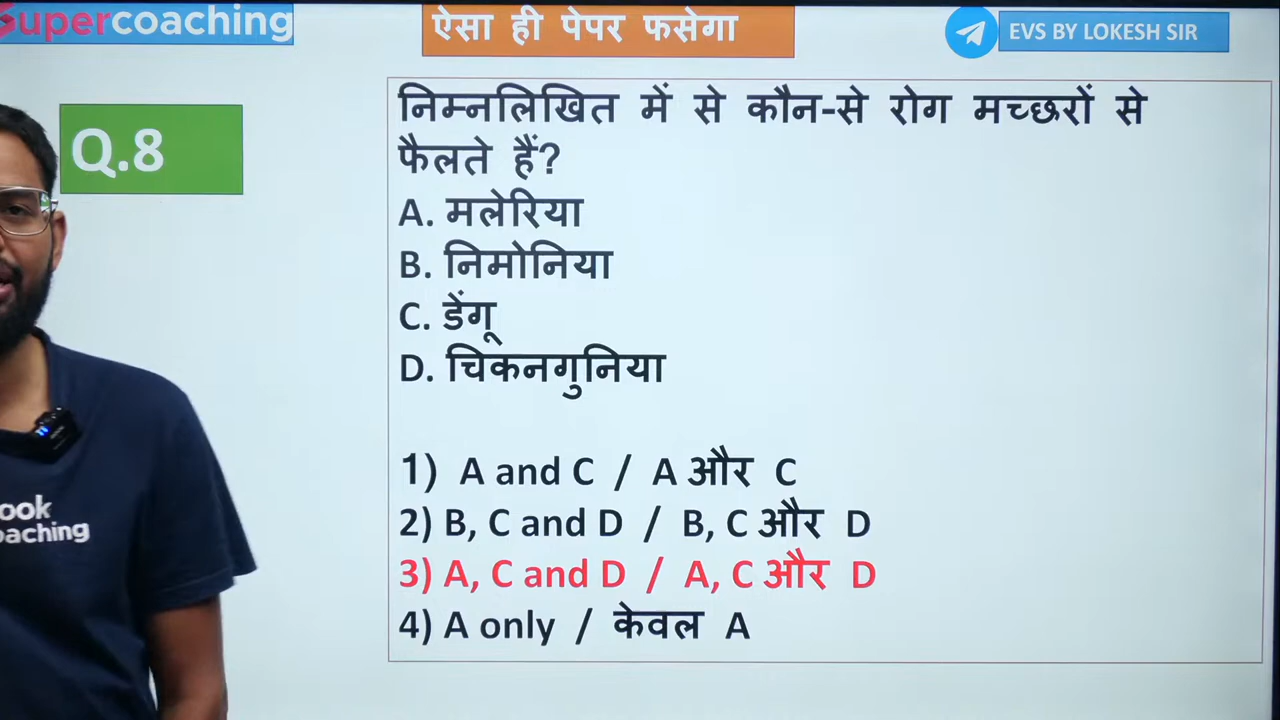 Supercoaching
ऐसा ही पेपर फसेगा
EVS BY LOKESH SIR
Q.8
निम्नलिखित में से कौन-से रोग मच्छरों से
फैलते हैं?
A. मलेरिया
B. निमोनिया
C. डेंगू
D. चिकनगुनिया
1) A and C / A और C
2) B, C and D / B, C और D
3) A, C and D / A, C और D
4) A only / केवल A
ook
oaching